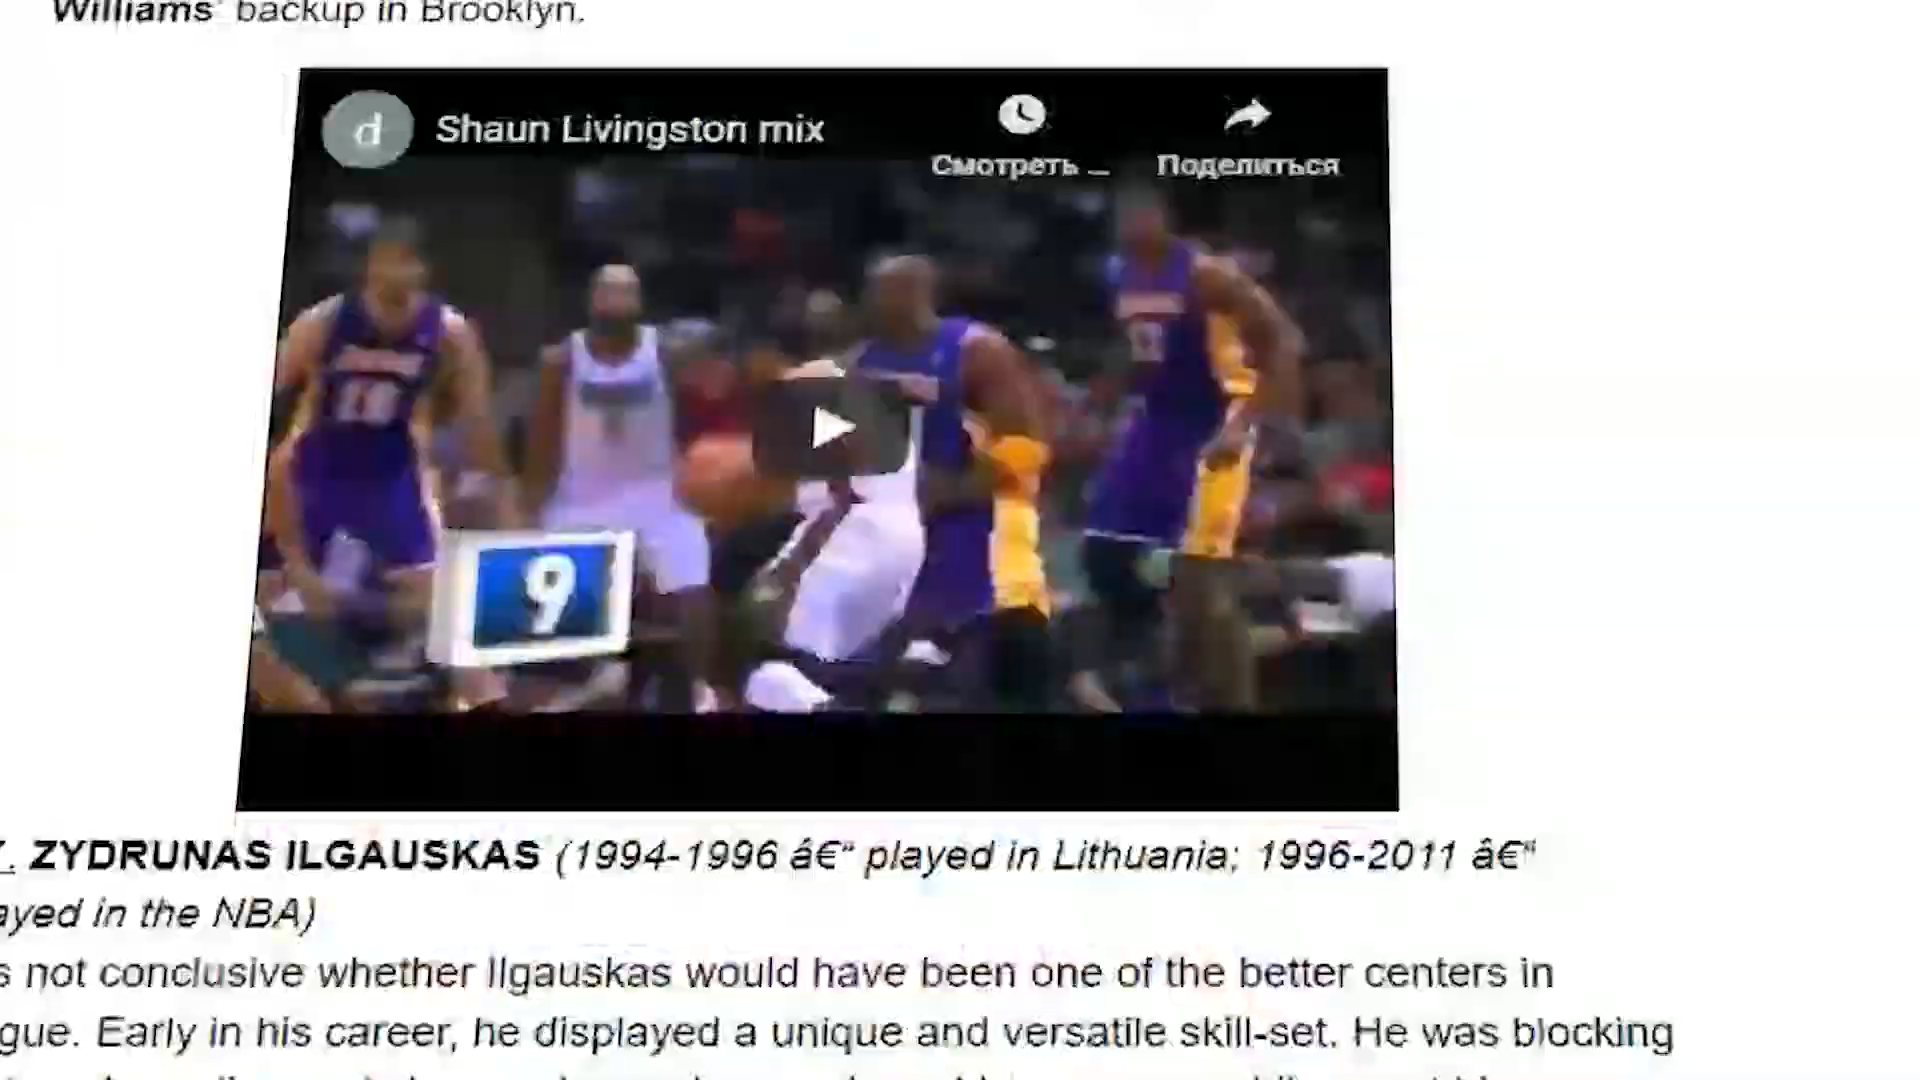 Williams' backup in Brooklyn.
d
Shaun Livingston mix
Смотреть ...
Поделиться
9
ZYDRUNAS ILGAUSKAS (1994-1996 â€“ played in Lithuania; 1996-2011 â€“
ayed in the NBA)
s not conclusive whether Ilgauskas would have been one of the better centers in
gue. Early in his career, he displayed a unique and versatile skill-set. He was blocking